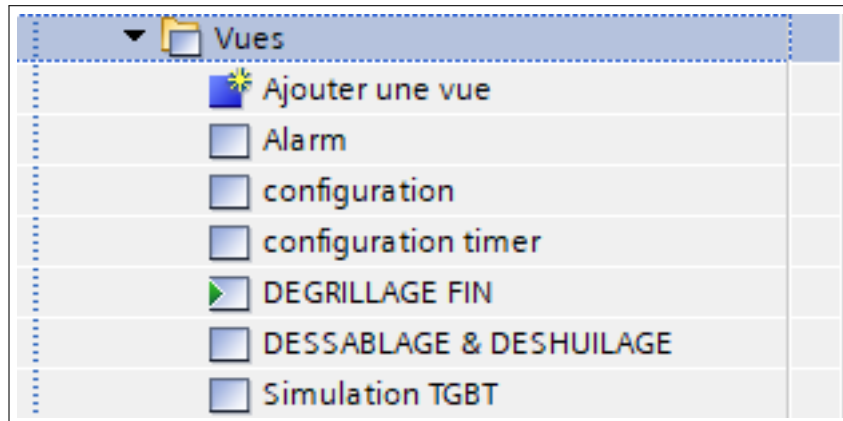 Vues
Ajouter une vue
Alarm
configuration
configuration timer
DEGRILLAGE FIN
DESSABLAGE & DESHUILAGE
Simulation TGBT